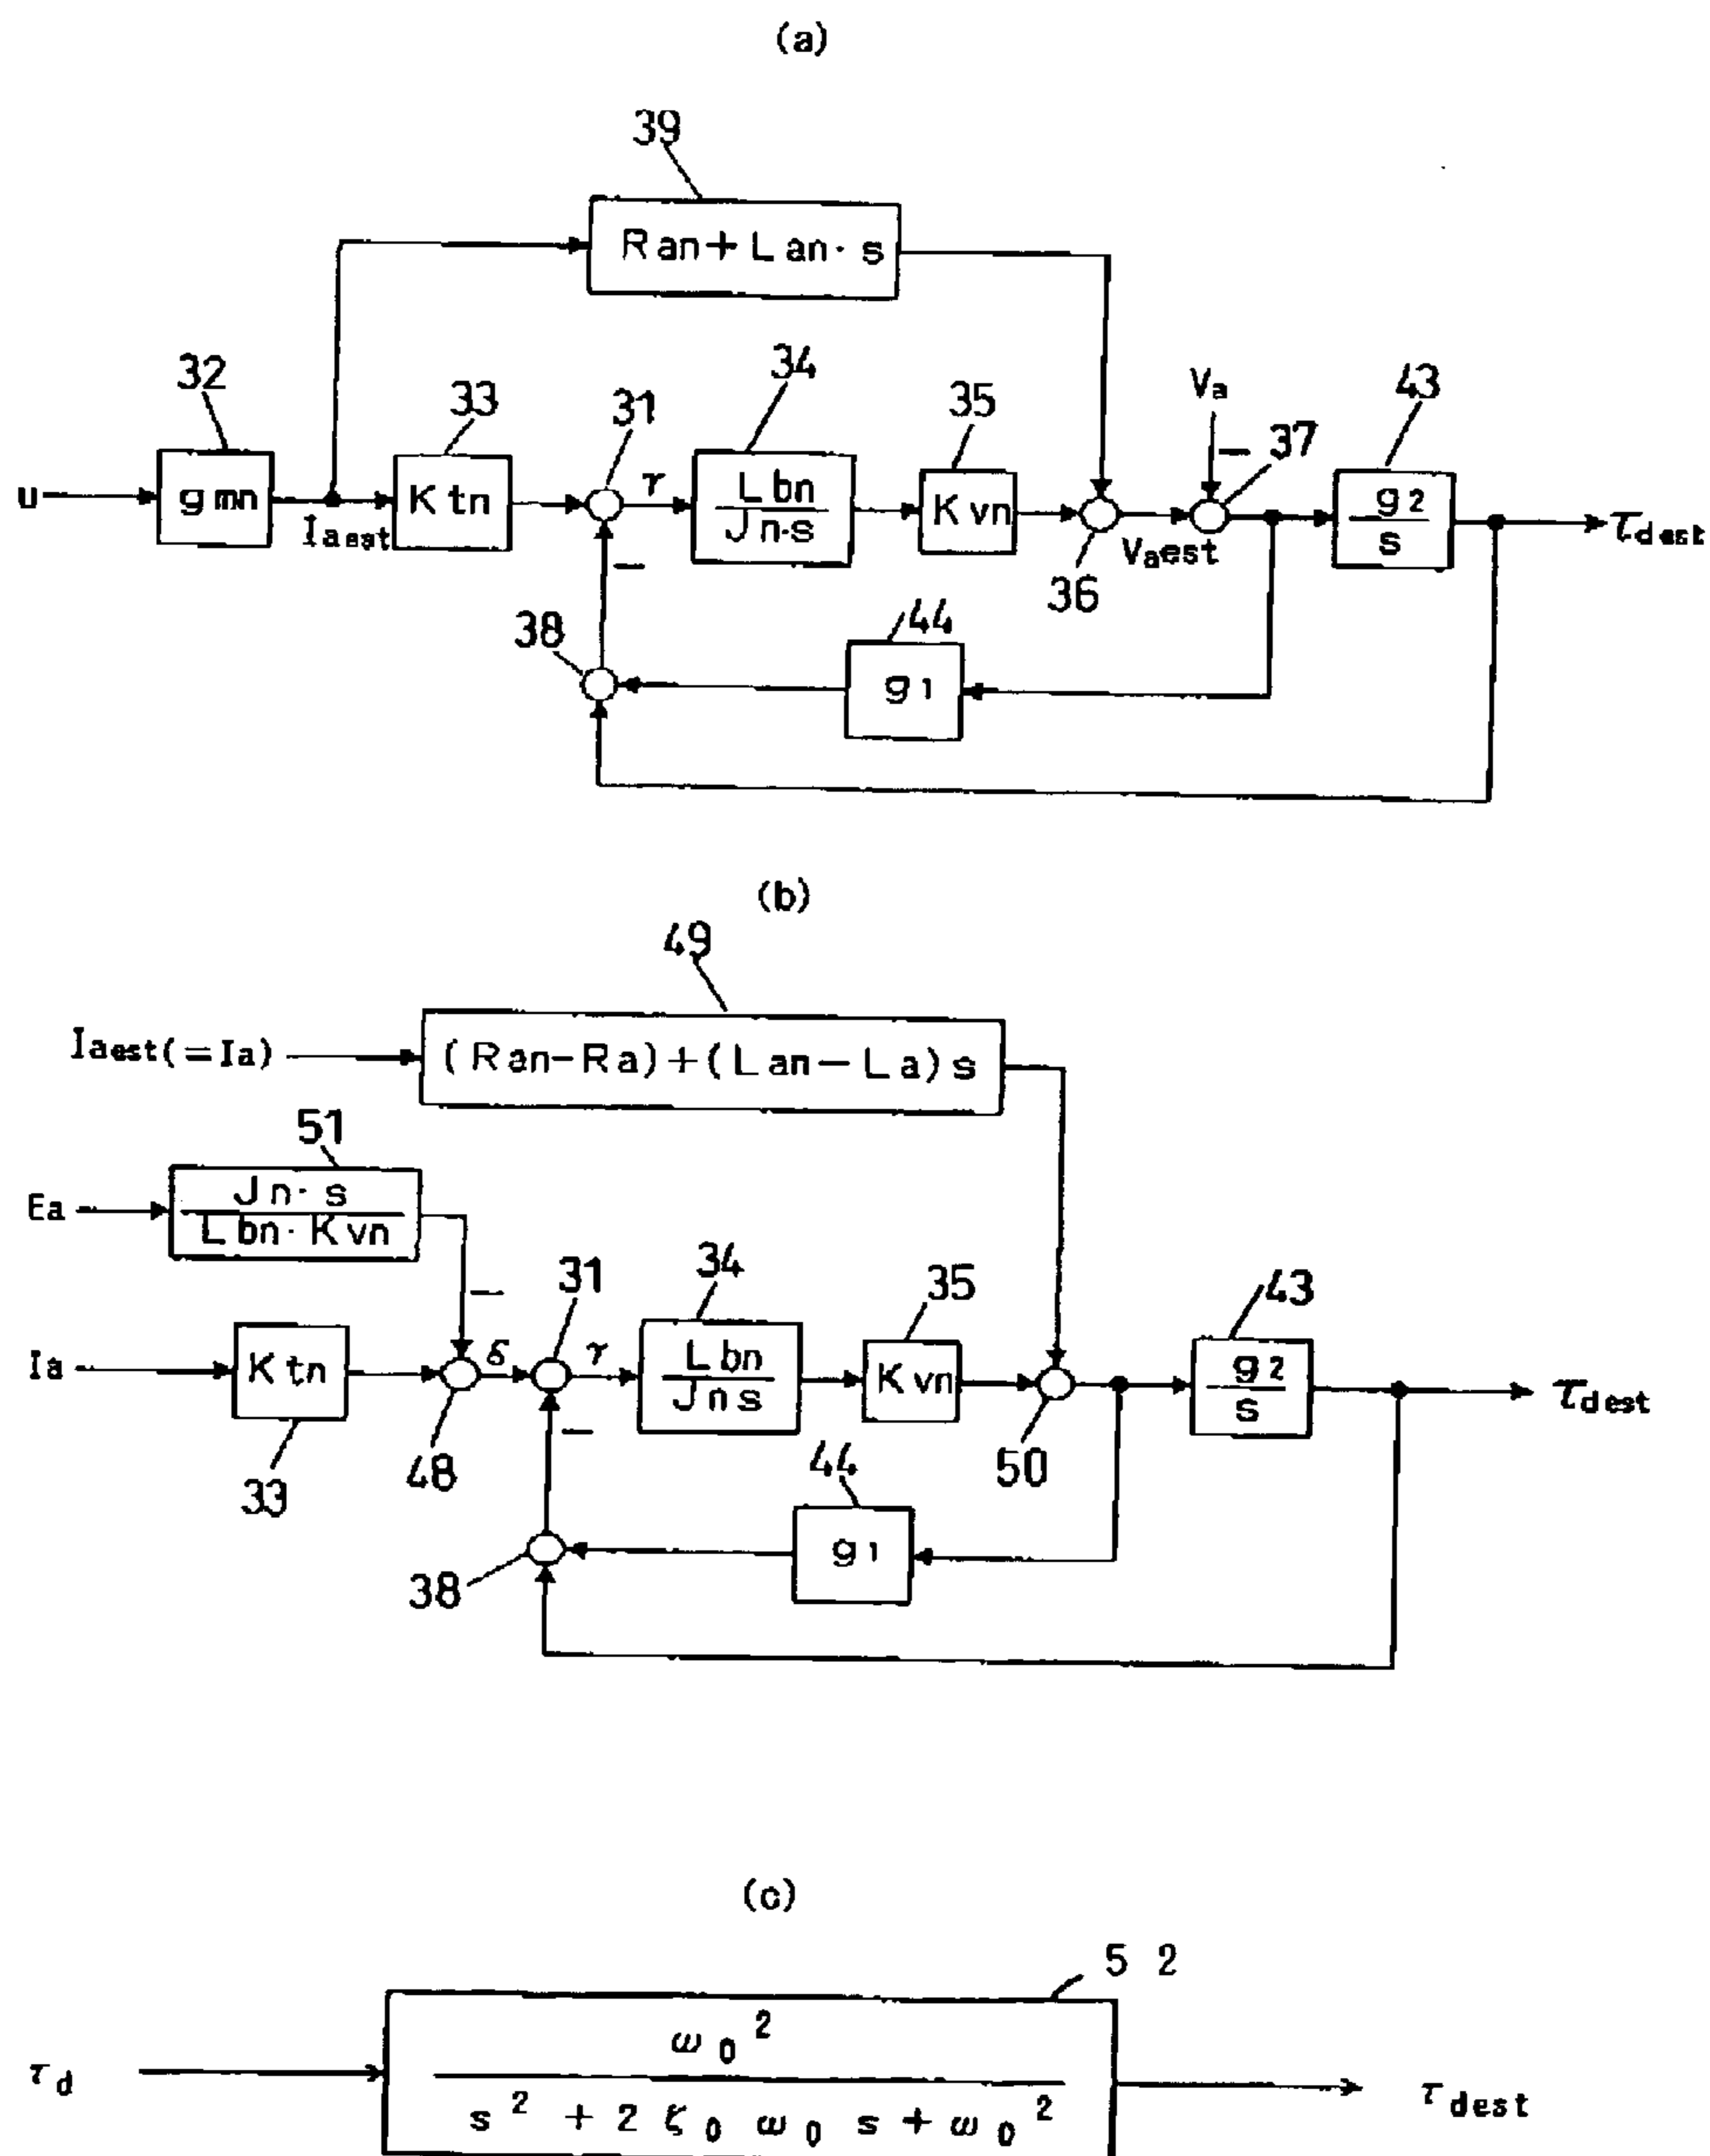 (a)
39
Ran+Lan·s
32
33
31
34
35
Va
43
37
u
gmn
Iaest
Ktn
γ
Lbn
Jn·s
Kvn
Vaest
36
−
g2
s
τdest
−
38
44
g1
(b)
49
Iaest(=Ia)
(Ran−Ra)+(Lan−La)s
51
Ea
Jn·s
Lbn·Kvn
−
31
34
35
43
Ia
Ktn
δ
γ
Lbn
Jns
Kvn
g2
s
τdest
33
48
−
50
44
g1
38
(c)
52
τd
ω0²
s² + 2 ζ0 ω0 s + ω0²
τdest